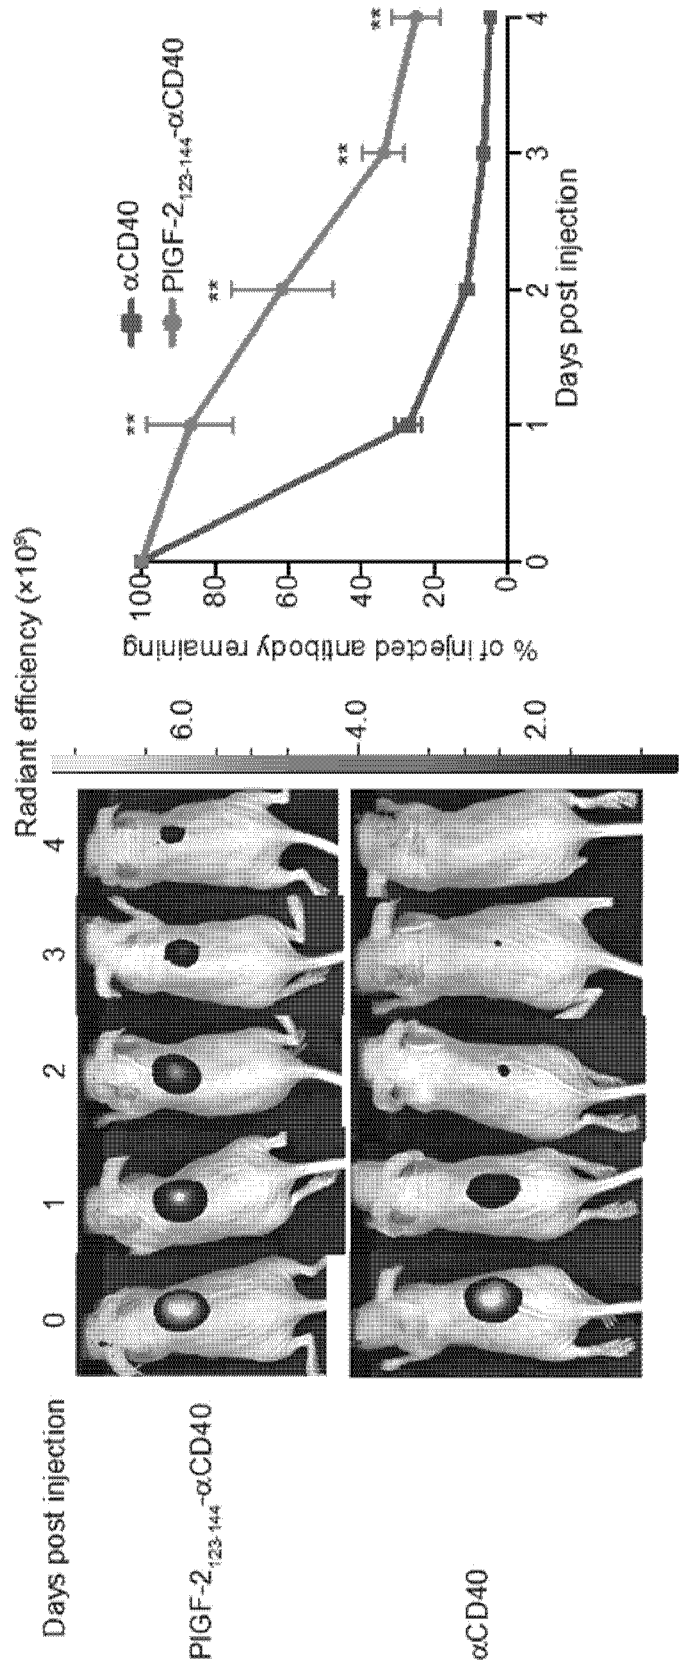 Days post injection
0 1 2 3 4
Radiant efficiency (×10⁹)
PlGF-2₁₂₃₋₁₄₄-αCD40
αCD40
6.0
4.0
2.0
αCD40
PlGF-2₁₂₃₋₁₄₄-αCD40
% of injected antibody remaining
100
80
60
40
20
0
** ** ** **
0 1 2 3 4
Days post injection